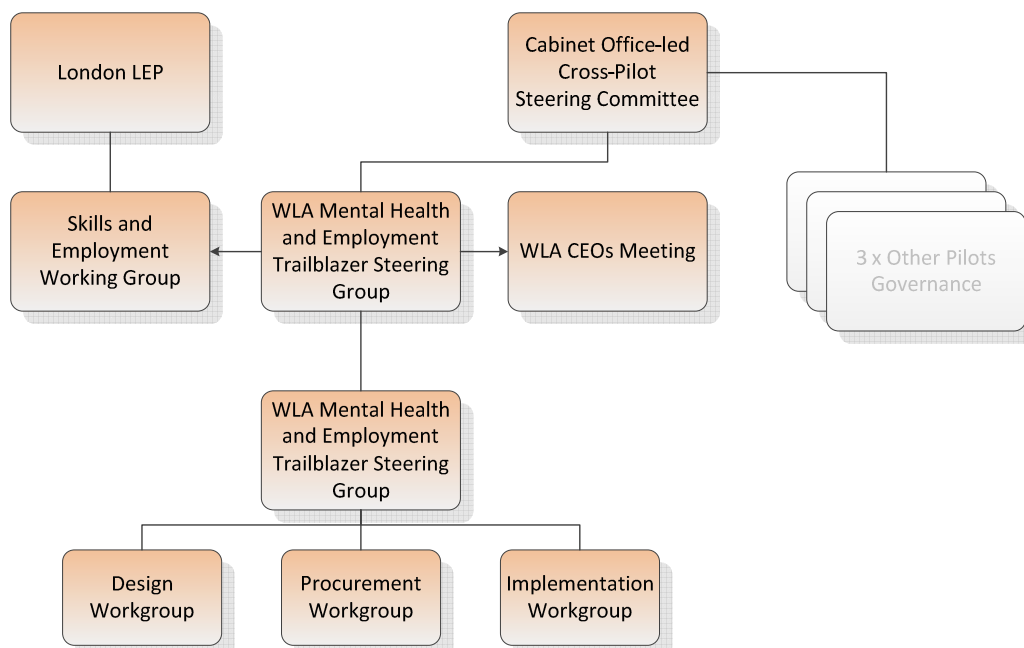 London LEP
Cabinet Office-led
Cross-Pilot
Steering Committee
Skills and
Employment
Working Group
WLA Mental Health
and Employment
Trailblazer Steering
Group
WLA CEOs Meeting
3 x Other Pilots
Governance
WLA Mental Health
and Employment
Trailblazer Steering
Group
Design
Workgroup
Procurement
Workgroup
Implementation
Workgroup